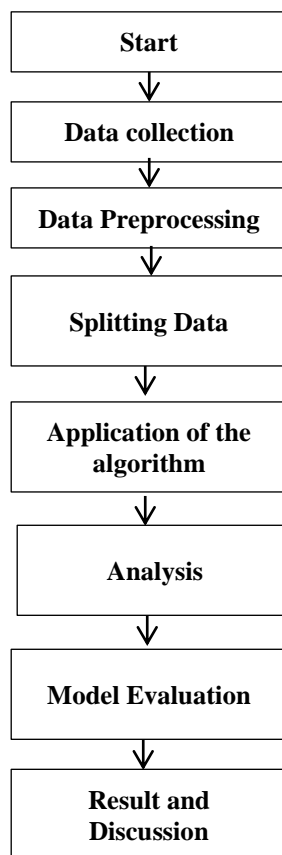 Start
Data collection
Data Preprocessing
Splitting Data
Application of the
algorithm
Analysis
Model Evaluation
Result and
Discussion